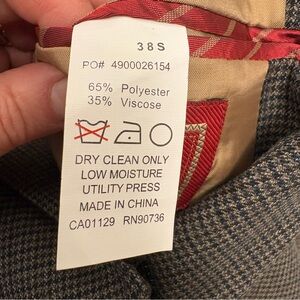 38S
PO# 4900026154
65% Polyester
35% Viscose
DRY CLEAN ONLY
LOW MOISTURE
UTILITY PRESS
MADE IN CHINA
CA01129 RN90736